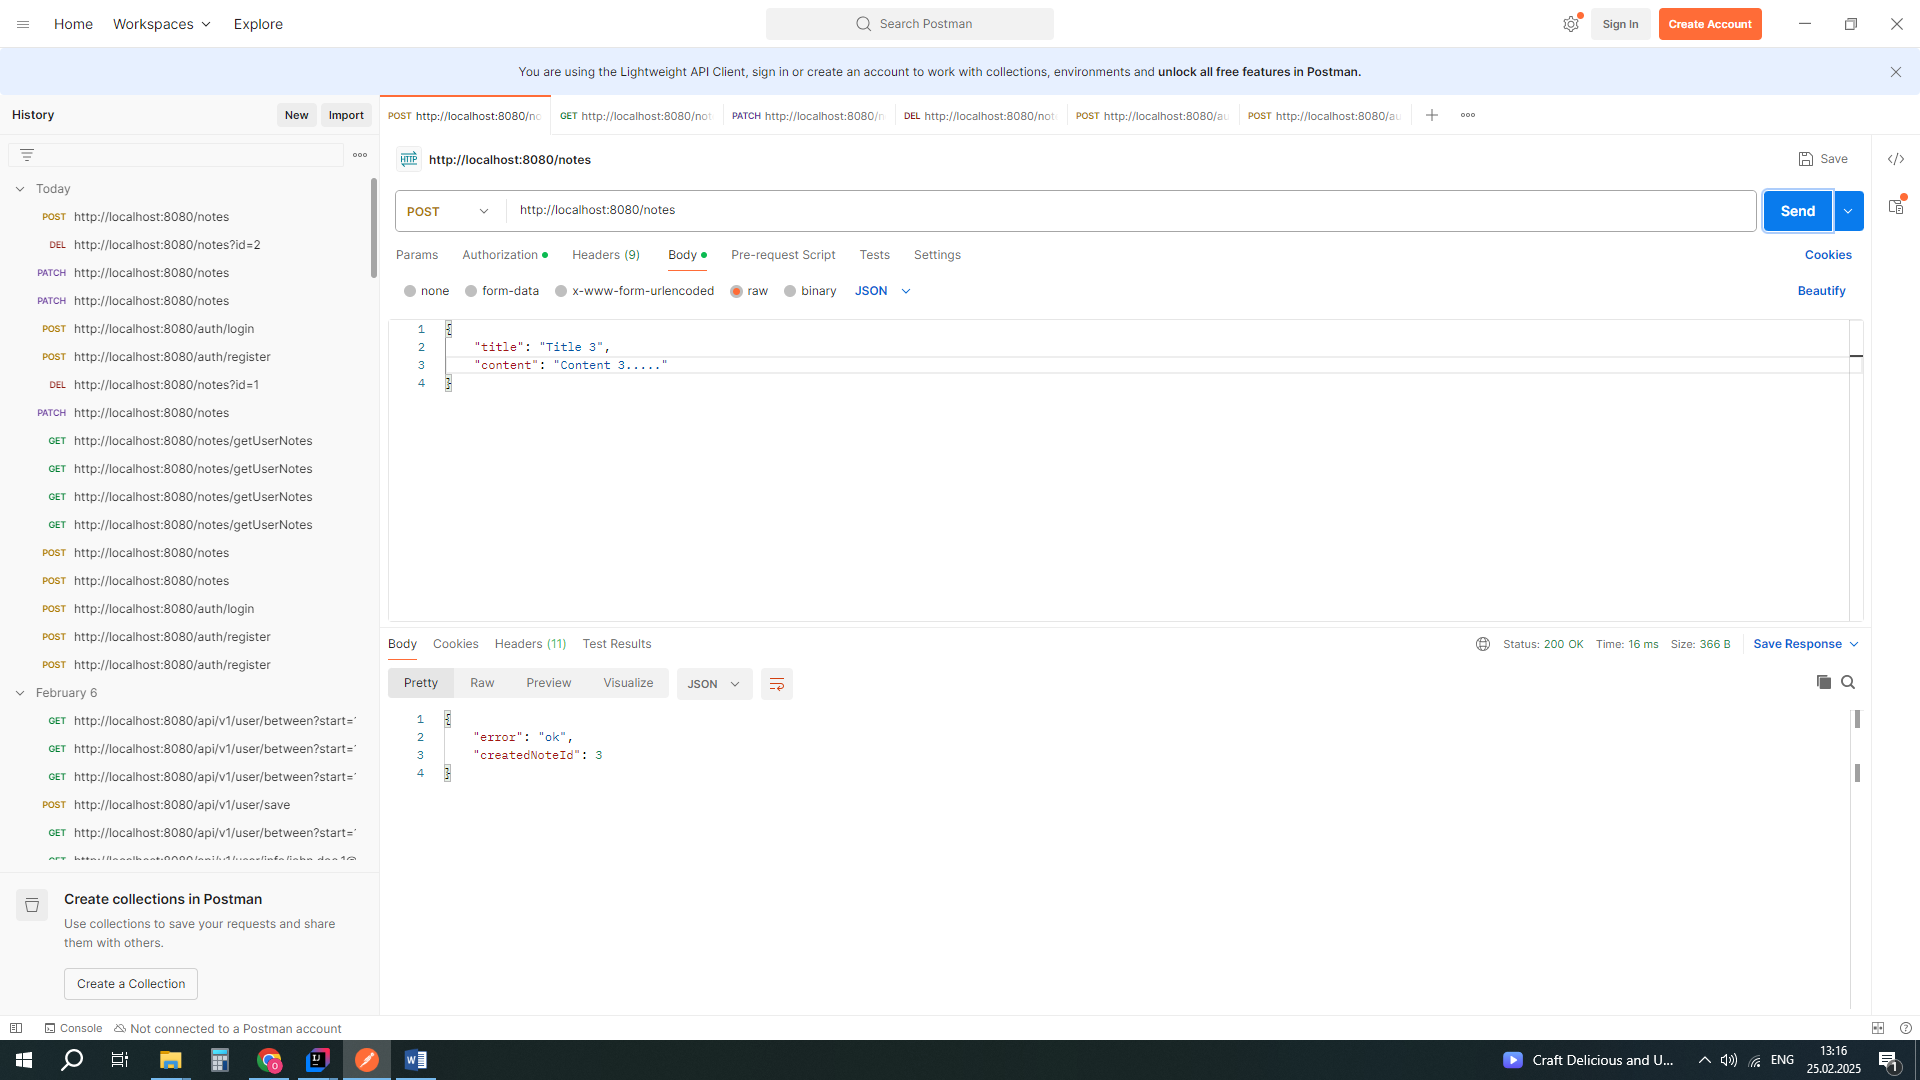 Home
Workspaces
Explore
Search Postman
Sign In
Create Account
You are using the Lightweight API Client, sign in or create an account to work with collections, environments and unlock all free features in Postman.
History
New
Import
POST http://localhost:8080/no
GET http://localhost:8080/not
PATCH http://localhost:8080/n
DEL http://localhost:8080/not
POST http://localhost:8080/au
POST http://localhost:8080/au
Today
POST http://localhost:8080/notes
DEL http://localhost:8080/notes?id=2
PATCH http://localhost:8080/notes
PATCH http://localhost:8080/notes
POST http://localhost:8080/auth/login
POST http://localhost:8080/auth/register
DEL http://localhost:8080/notes?id=1
PATCH http://localhost:8080/notes
GET http://localhost:8080/notes/getUserNotes
GET http://localhost:8080/notes/getUserNotes
GET http://localhost:8080/notes/getUserNotes
GET http://localhost:8080/notes/getUserNotes
POST http://localhost:8080/notes
POST http://localhost:8080/notes
POST http://localhost:8080/auth/login
POST http://localhost:8080/auth/register
POST http://localhost:8080/auth/register
February 6
GET http://localhost:8080/api/v1/user/between?start=
GET http://localhost:8080/api/v1/user/between?start=
GET http://localhost:8080/api/v1/user/between?start=
POST http://localhost:8080/api/v1/user/save
GET http://localhost:8080/api/v1/user/between?start=
Create collections in Postman
Use collections to save your requests and share
them with others.
Create a Collection
HTTP http://localhost:8080/notes
Save
POST
http://localhost:8080/notes
Send
Params
Authorization
Headers (9)
Body
Pre-request Script
Tests
Settings
Cookies
none
form-data
x-www-form-urlencoded
raw
binary
JSON
Beautify
1 {
2 "title": "Title 3",
3 "content": "Content 3....."
4 }
Body
Cookies
Headers (11)
Test Results
Status: 200 OK
Time: 16 ms
Size: 366 B
Save Response
Pretty
Raw
Preview
Visualize
JSON
1 {
2 "error": "ok",
3 "createdNoteId": 3
4 }
Console
Not connected to a Postman account
Craft Delicious and U...
ENG
13:16
25.02.2025
1